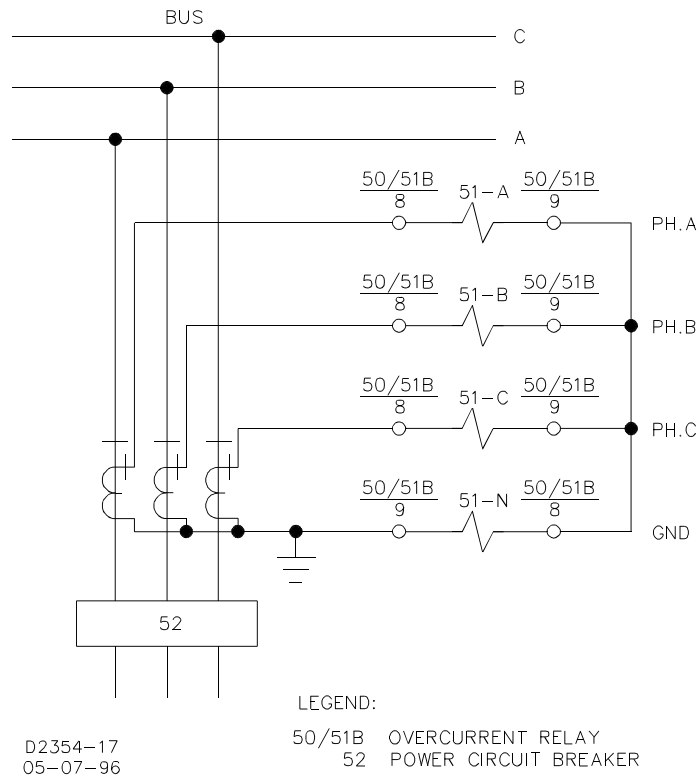 BUS
C
B
A
50/51B 51-A 50/51B
8 9
PH.A
50/51B 51-B 50/51B
8 9
PH.B
50/51B 51-C 50/51B
8 9
PH.C
50/51B 51-N 50/51B
9 8
GND
52
LEGEND:
50/51B OVERCURRENT RELAY
52 POWER CIRCUIT BREAKER
D2354-17
05-07-96